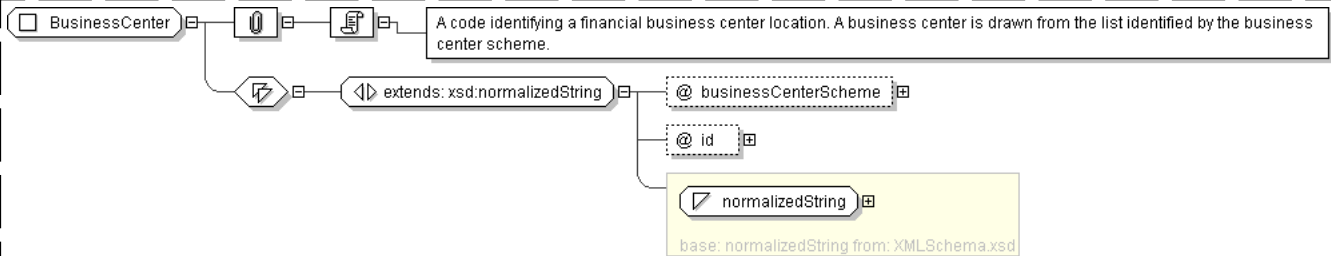 BusinessCenter
A code identifying a financial business center location. A business center is drawn from the list identified by the business
center scheme.
extends: xsd:normalizedString
@ businessCenterScheme
@ id
normalizedString
base: normalizedString from: XMLSchema.xsd